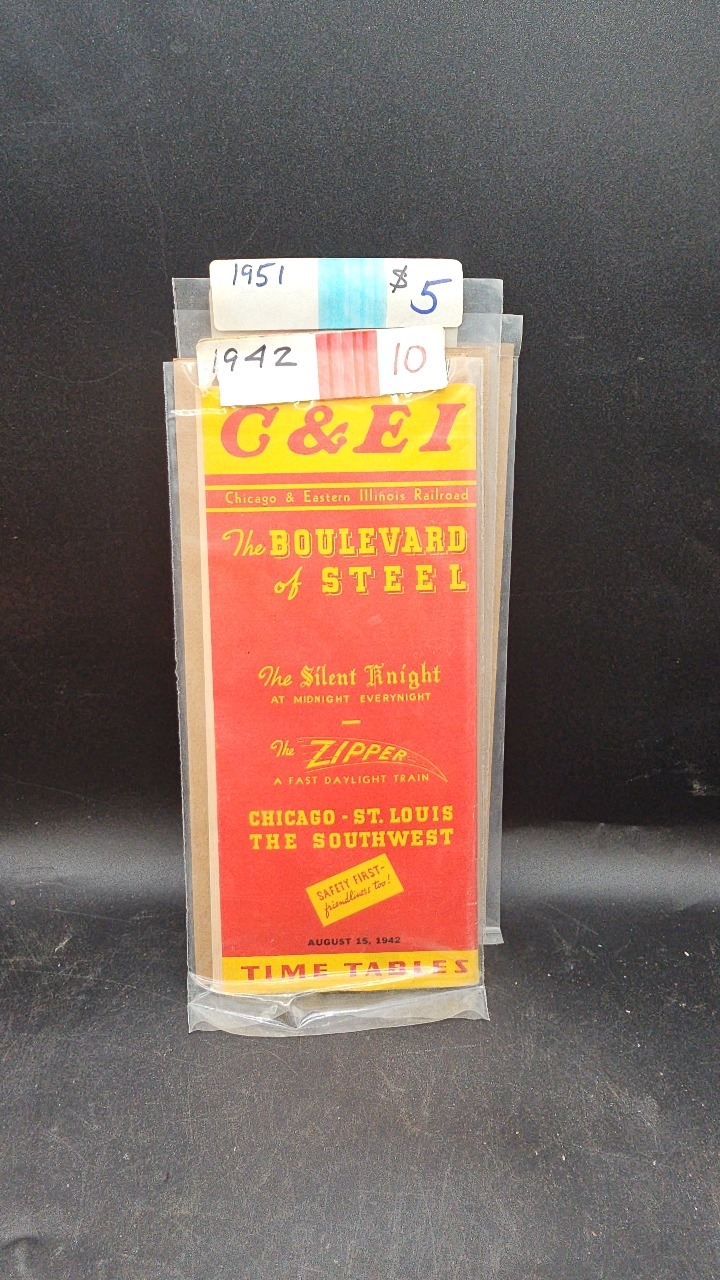 1951 $5
1942 10
C & E I
Chicago & Eastern Illinois Railroad
The BOULEVARD
of STEEL
The Silent Knight
AT MIDNIGHT EVERYNIGHT
The ZIPPER
A FAST DAYLIGHT TRAIN
CHICAGO - ST. LOUIS
THE SOUTHWEST
SAFETY FIRST-
friendliness too!
AUGUST 15, 1942
TIME TABLES